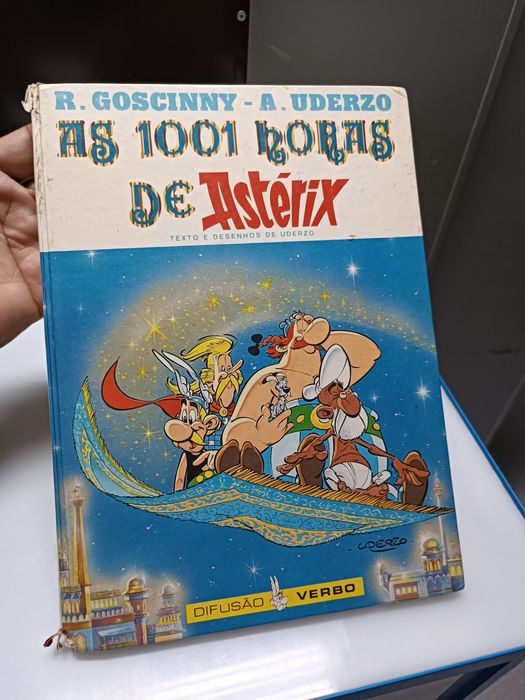 R. GOSCINNY - A. UDERZO
AS 1001 HORAS
DE Astérix
TEXTO E DESENHOS DE UDERZO
UDERZO
DIFUSÃO VERBO